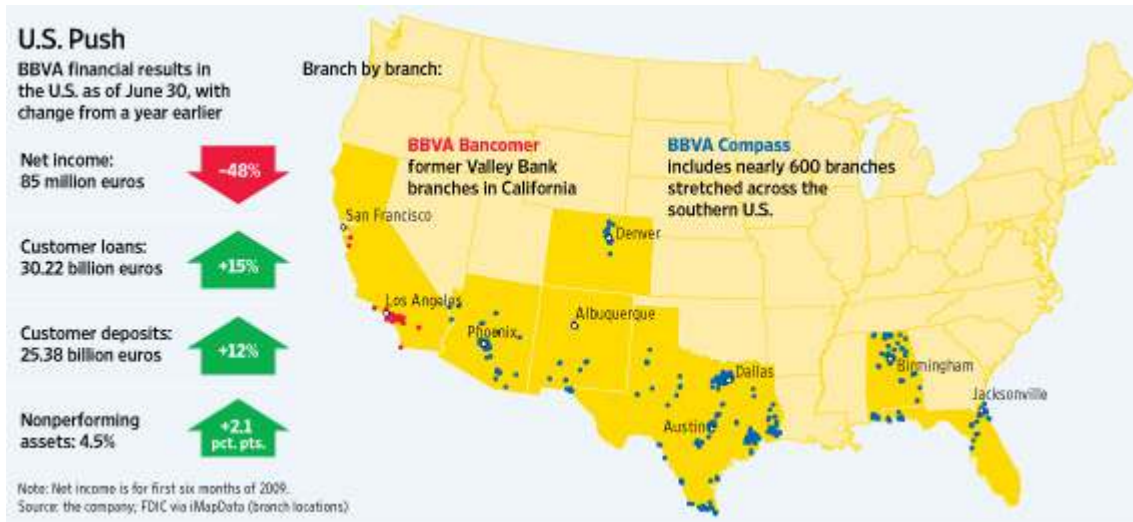 U.S. Push
BBVA financial results in
the U.S. as of June 30, with
change from a year earlier
Net income:
85 million euros
-48%
Customer loans:
30.22 billion euros
+15%
Customer deposits:
25.38 billion euros
+12%
Nonperforming
assets: 4.5%
+2.1
pct. pts.
Note: Net income is for first six months of 2009.
Source: the company; FDIC via iMapData (branch locations)
Branch by branch:
BBVA Bancomer
former Valley Bank
branches in California
BBVA Compass
includes nearly 600 branches
stretched across the
southern U.S.
San Francisco
Denver
Los Angeles
Phoenix
Albuquerque
Dallas
Austin
Birmingham
Jacksonville